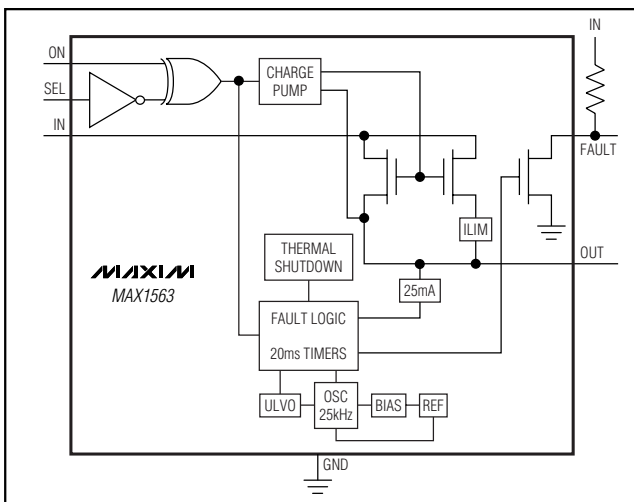 IN
ON
CHARGE
PUMP
SEL
IN
FAULT
ILIM
THERMAL
SHUTDOWN
OUT
MAXIM
MAX1563
25mA
FAULT LOGIC
20ms TIMERS
ULVO
OSC
25kHz
BIAS
REF
GND